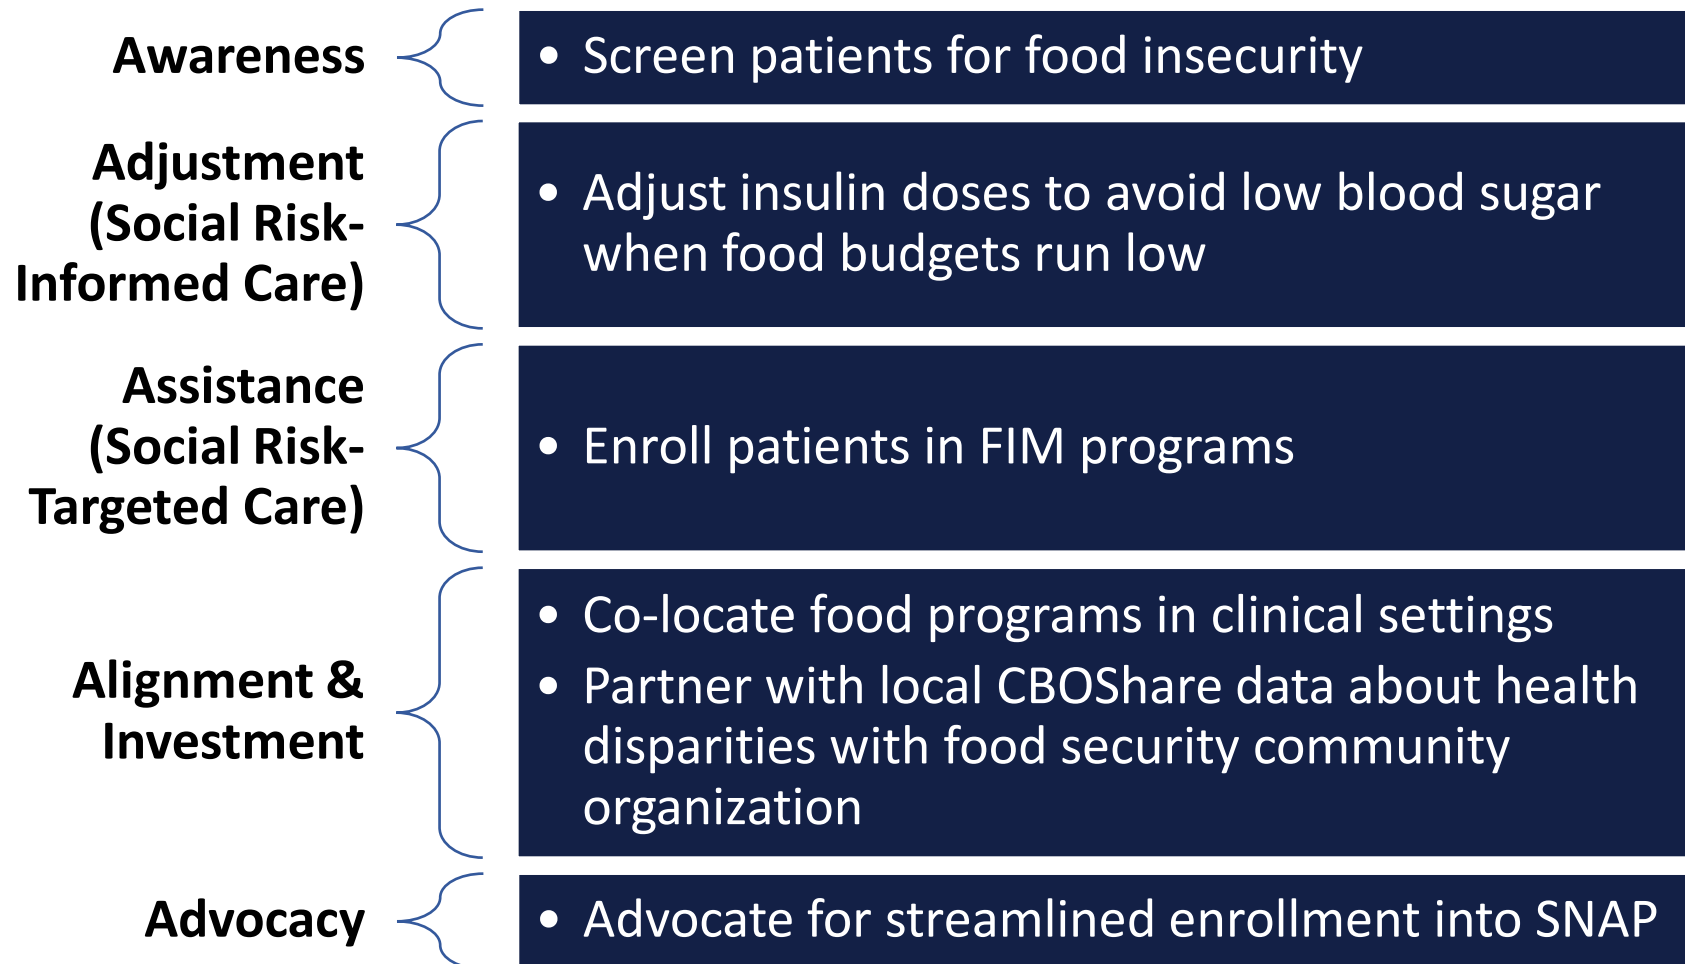 Awareness
• Screen patients for food insecurity
Adjustment
(Social Risk-
Informed Care)
• Adjust insulin doses to avoid low blood sugar
when food budgets run low
Assistance
(Social Risk-
Targeted Care)
• Enroll patients in FIM programs
Alignment &
Investment
• Co-locate food programs in clinical settings
• Partner with local CBOShare data about health
disparities with food security community
organization
Advocacy
• Advocate for streamlined enrollment into SNAP